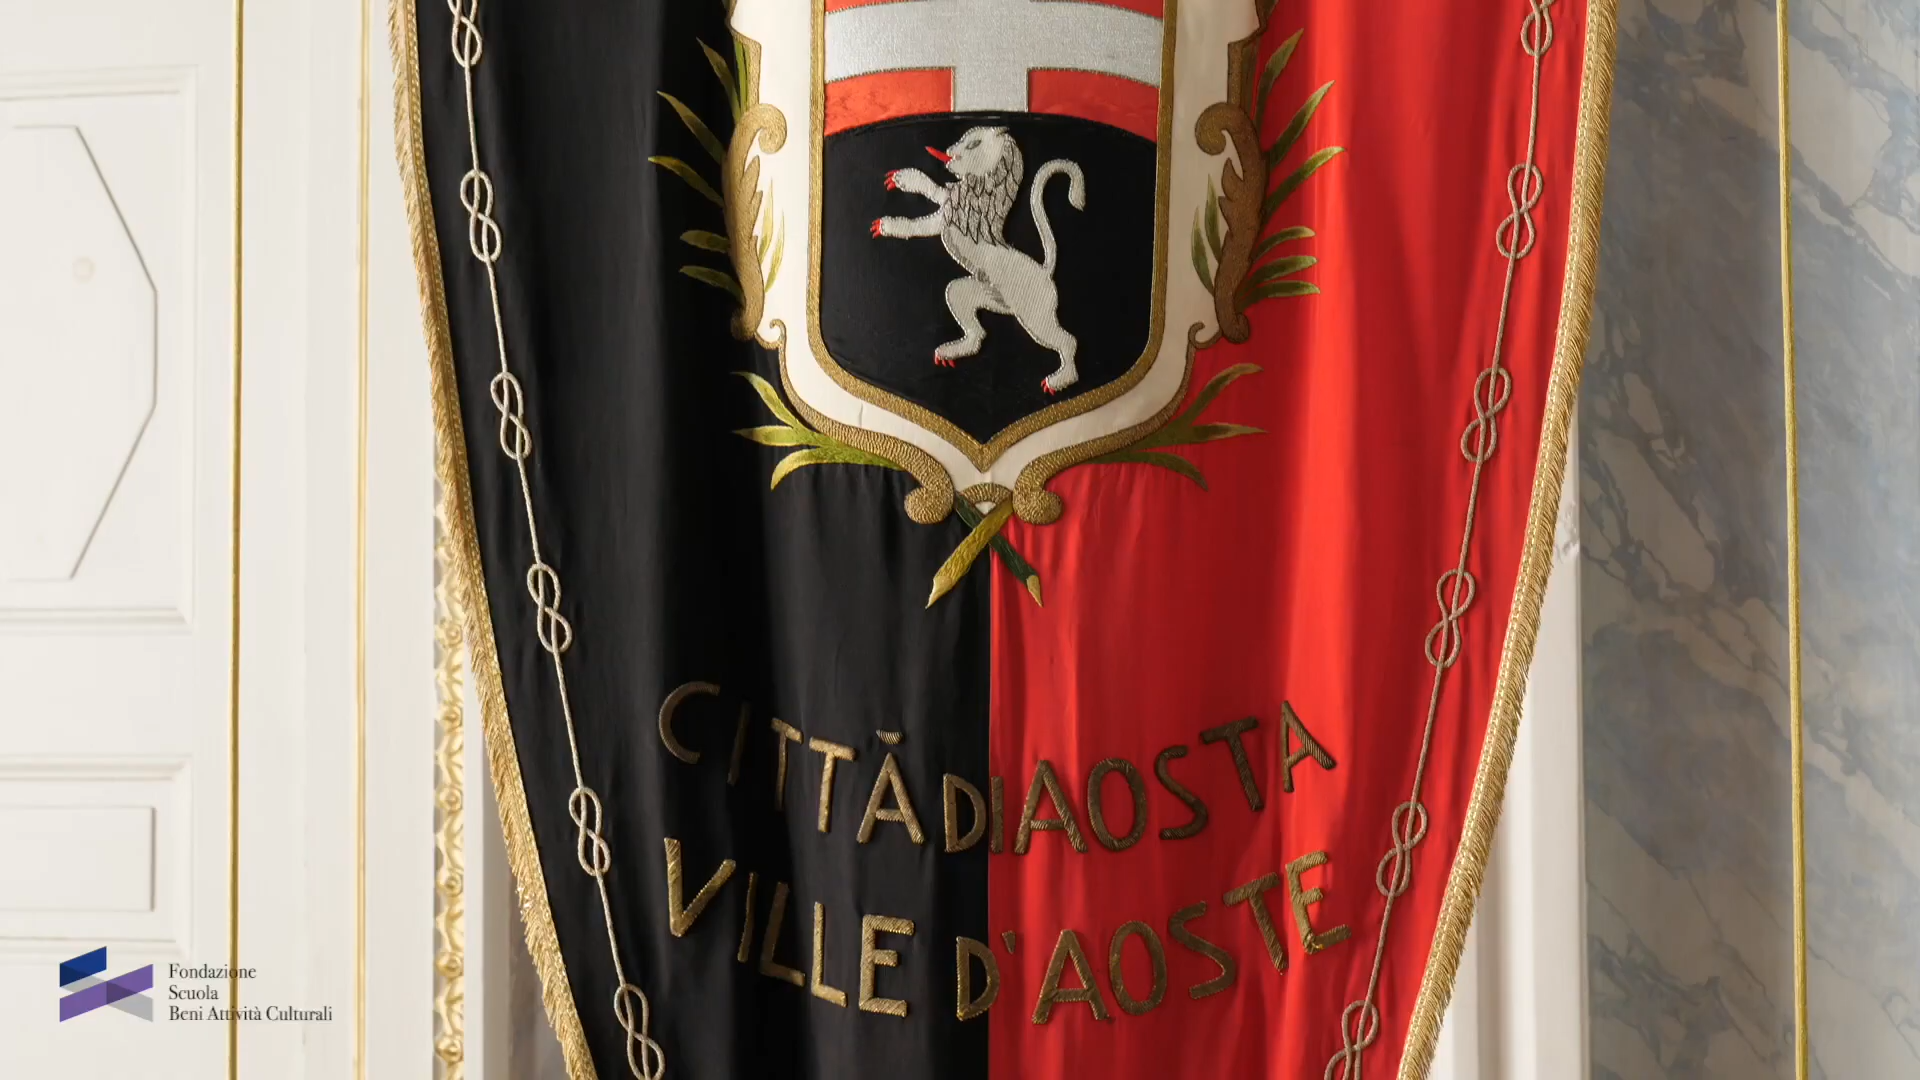 CITTÀ DI AOSTA
VILLE D'AOSTE
Fondazione
Scuola
Beni Attività Culturali